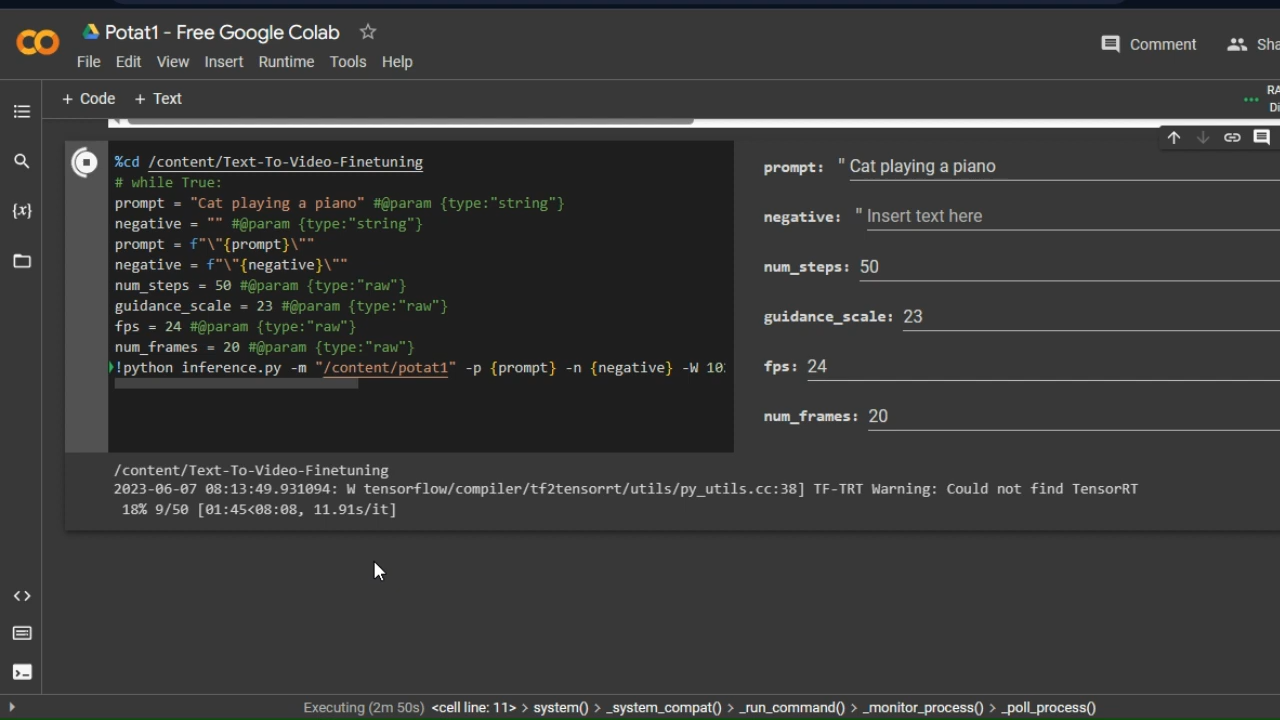 Potat1 - Free Google Colab
File Edit View Insert Runtime Tools Help
Comment
Sha
+ Code + Text
RA
Di
%cd /content/Text-To-Video-Finetuning
# while True:
prompt = "Cat playing a piano" #@param {type:"string"}
negative = "" #@param {type:"string"}
prompt = f"\"{prompt}\""
negative = f"\"{negative}\""
num_steps = 50 #@param {type:"raw"}
guidance_scale = 23 #@param {type:"raw"}
fps = 24 #@param {type:"raw"}
num_frames = 20 #@param {type:"raw"}
!python inference.py -m "/content/potat1" -p {prompt} -n {negative} -W 10
prompt: " Cat playing a piano
negative: " Insert text here
num_steps: 50
guidance_scale: 23
fps: 24
num_frames: 20
/content/Text-To-Video-Finetuning
2023-06-07 08:13:49.931094: W tensorflow/compiler/tf2tensorrt/utils/py_utils.cc:38] TF-TRT Warning: Could not find TensorRT
18% 9/50 [01:45<08:08, 11.91s/it]
Executing (2m 50s) <cell line: 11> > system() > _system_compat() > _run_command() > _monitor_process() > _poll_process()